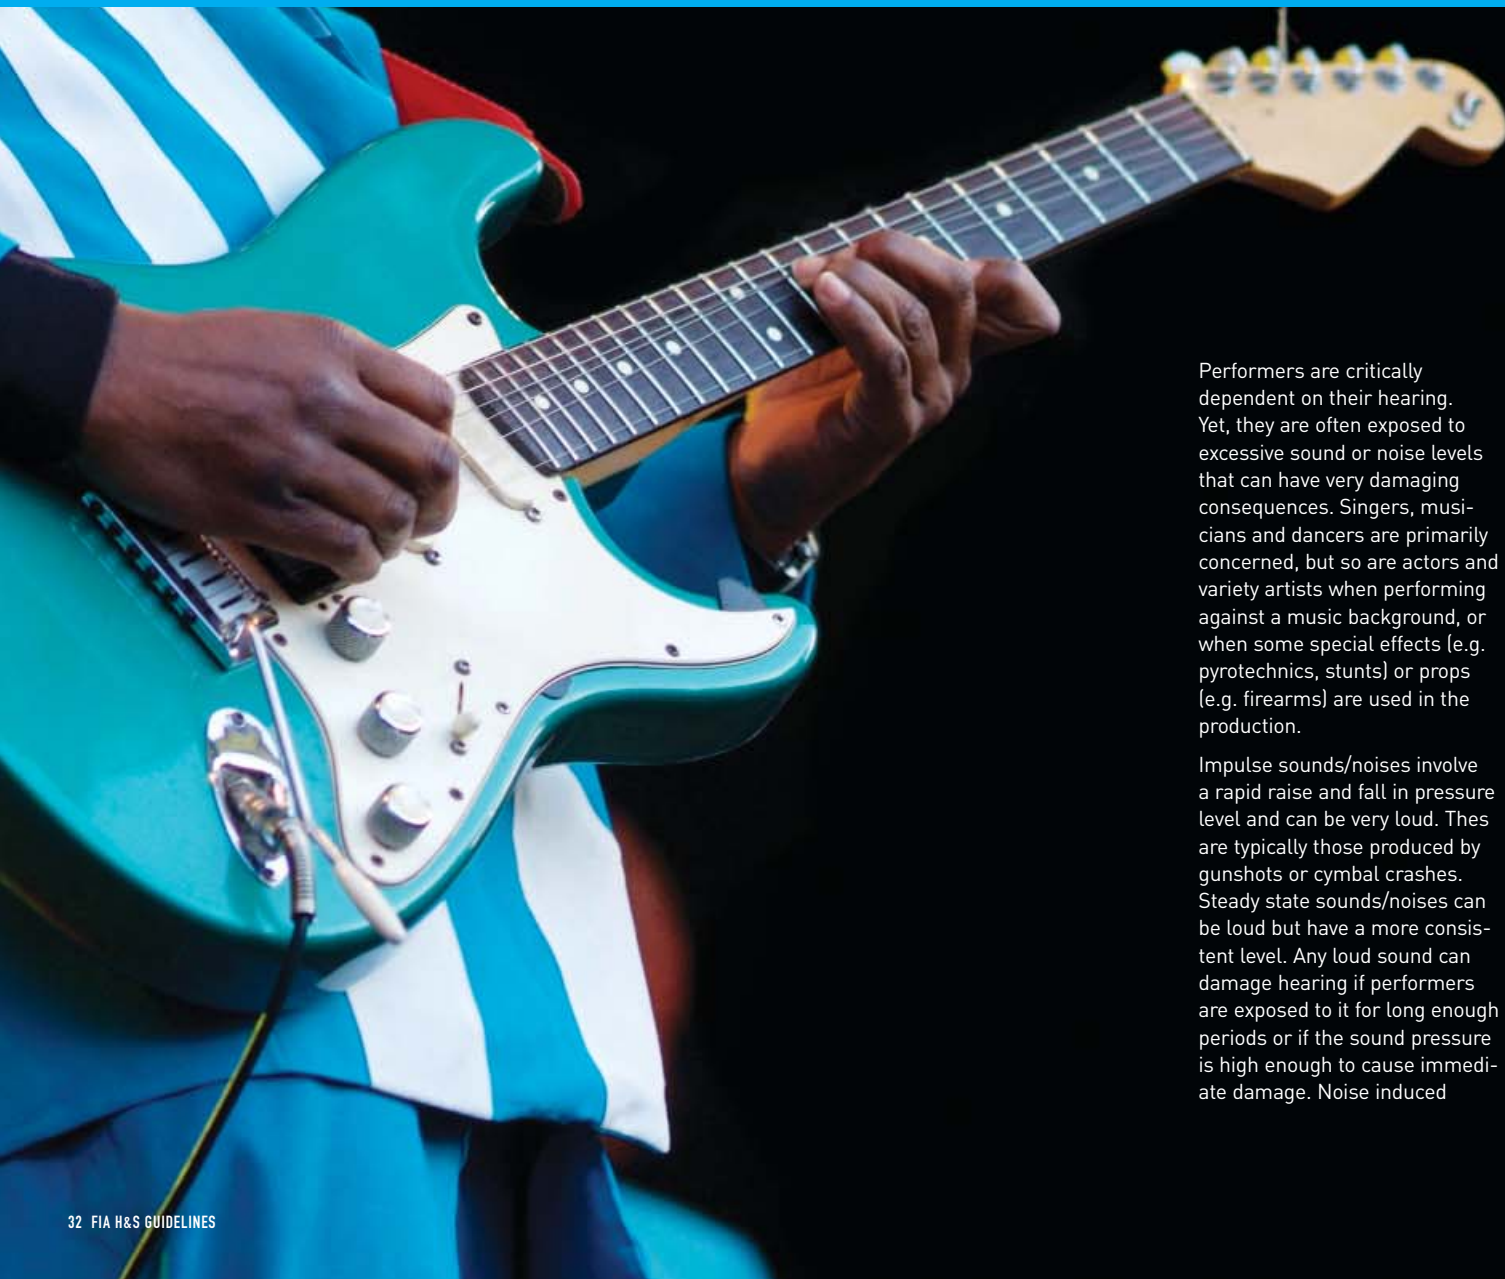 Performers are critically
dependent on their hearing.
Yet, they are often exposed to
excessive sound or noise levels
that can have very damaging
consequences. Singers, musi-
cians and dancers are primarily
concerned, but so are actors and
variety artists when performing
against a music background, or
when some special effects (e.g.
pyrotechnics, stunts) or props
(e.g. firearms) are used in the
production.
Impulse sounds/noises involve
a rapid raise and fall in pressure
level and can be very loud. Thes
are typically those produced by
gunshots or cymbal crashes.
Steady state sounds/noises can
be loud but have a more consis-
tent level. Any loud sound can
damage hearing if performers
are exposed to it for long enough
periods or if the sound pressure
is high enough to cause immedi-
ate damage. Noise induced
32 FIA H&S GUIDELINES